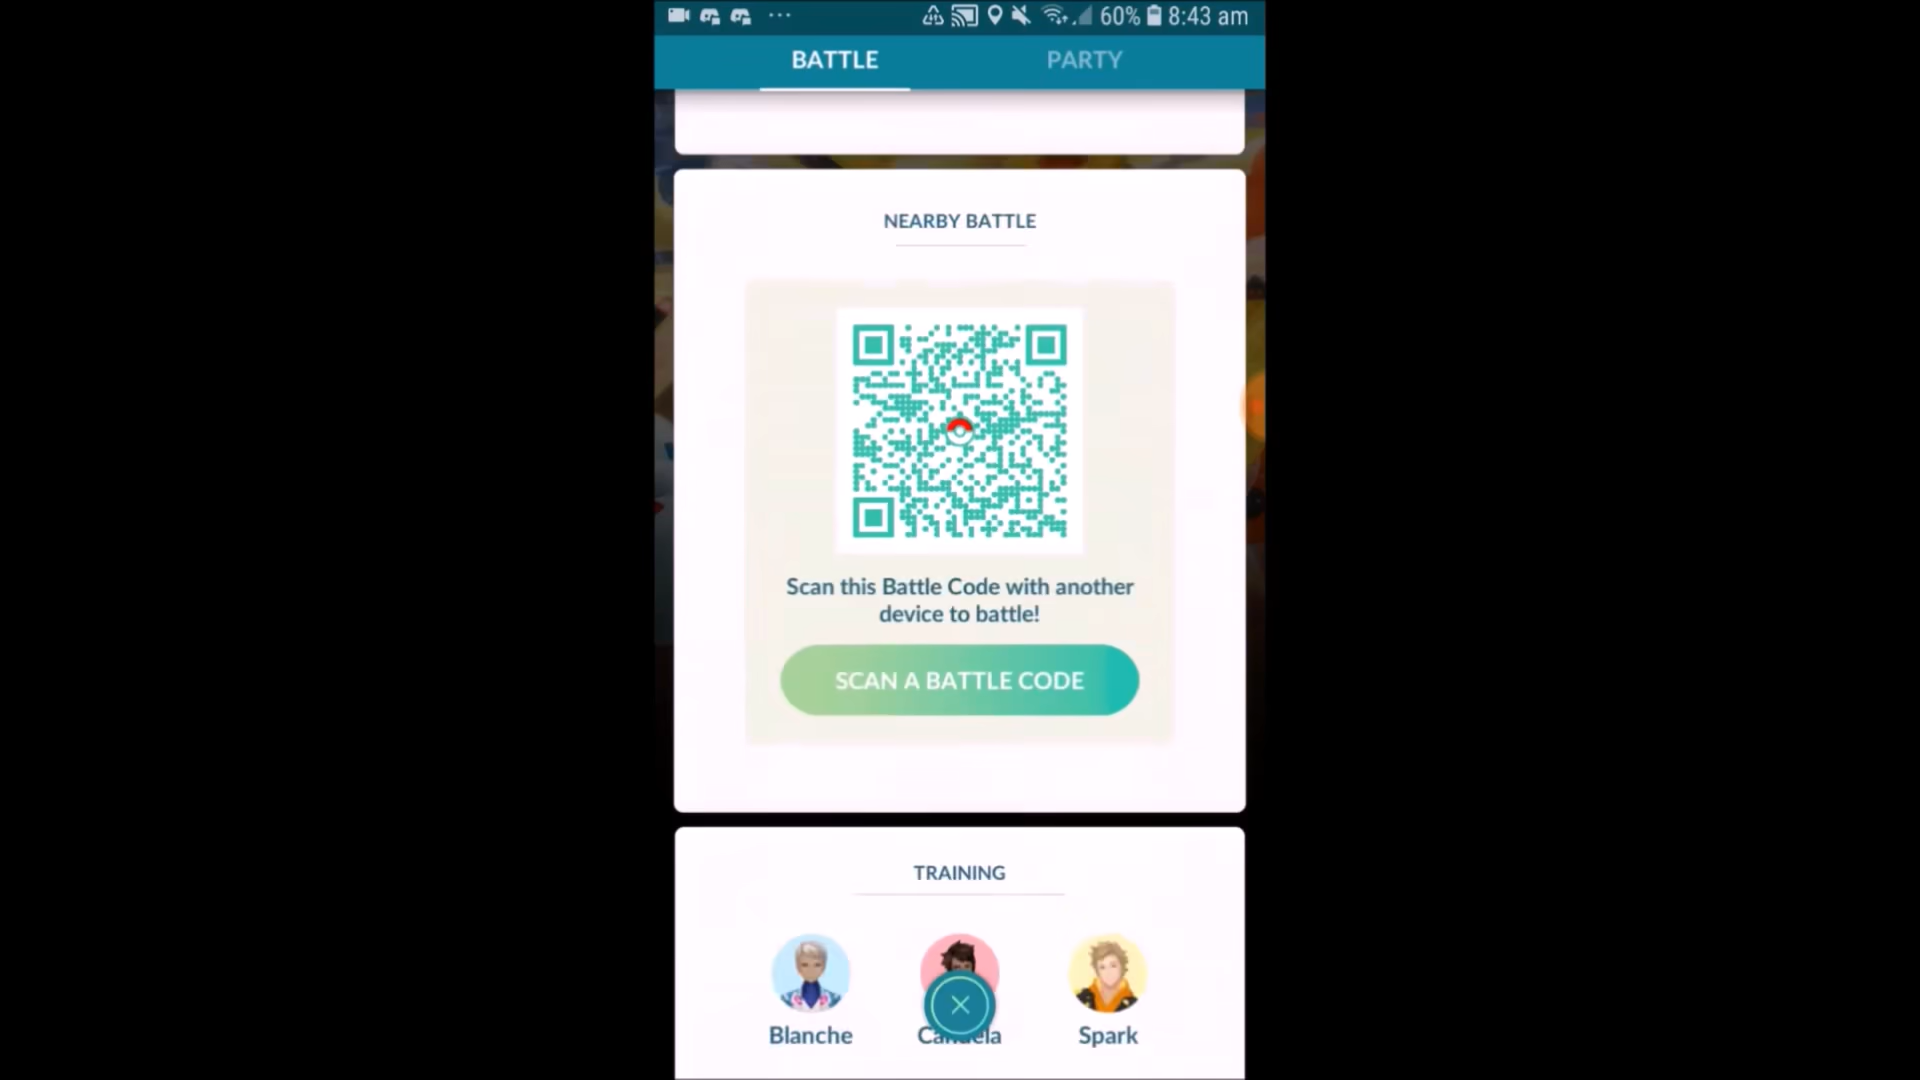 60% 8:43 am
BATTLE PARTY
NEARBY BATTLE
Scan this Battle Code with another
device to battle!
SCAN A BATTLE CODE
TRAINING
Blanche Spark